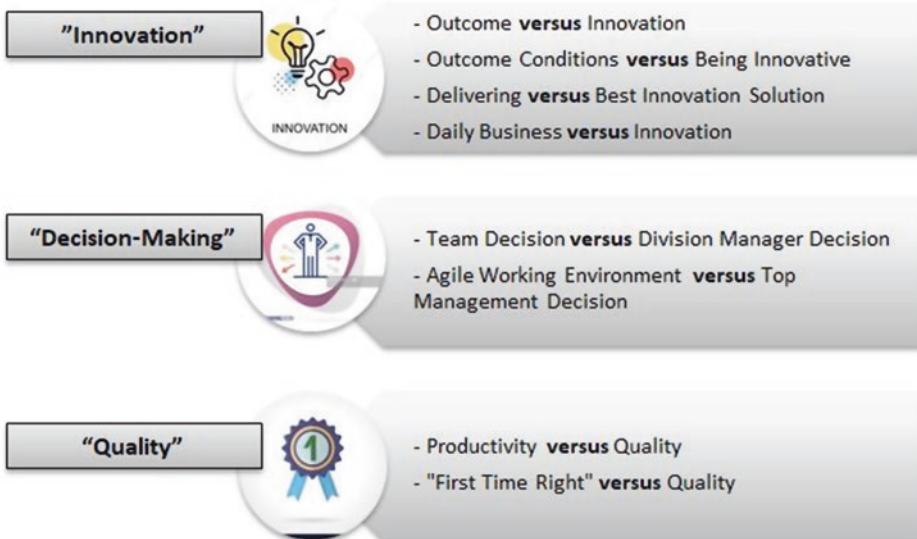 ”Innovation”
INNOVATION
- Outcome versus Innovation
- Outcome Conditions versus Being Innovative
- Delivering versus Best Innovation Solution
- Daily Business versus Innovation
“Decision-Making”
- Team Decision versus Division Manager Decision
- Agile Working Environment versus Top
Management Decision
“Quality”
1
- Productivity versus Quality
- "First Time Right" versus Quality